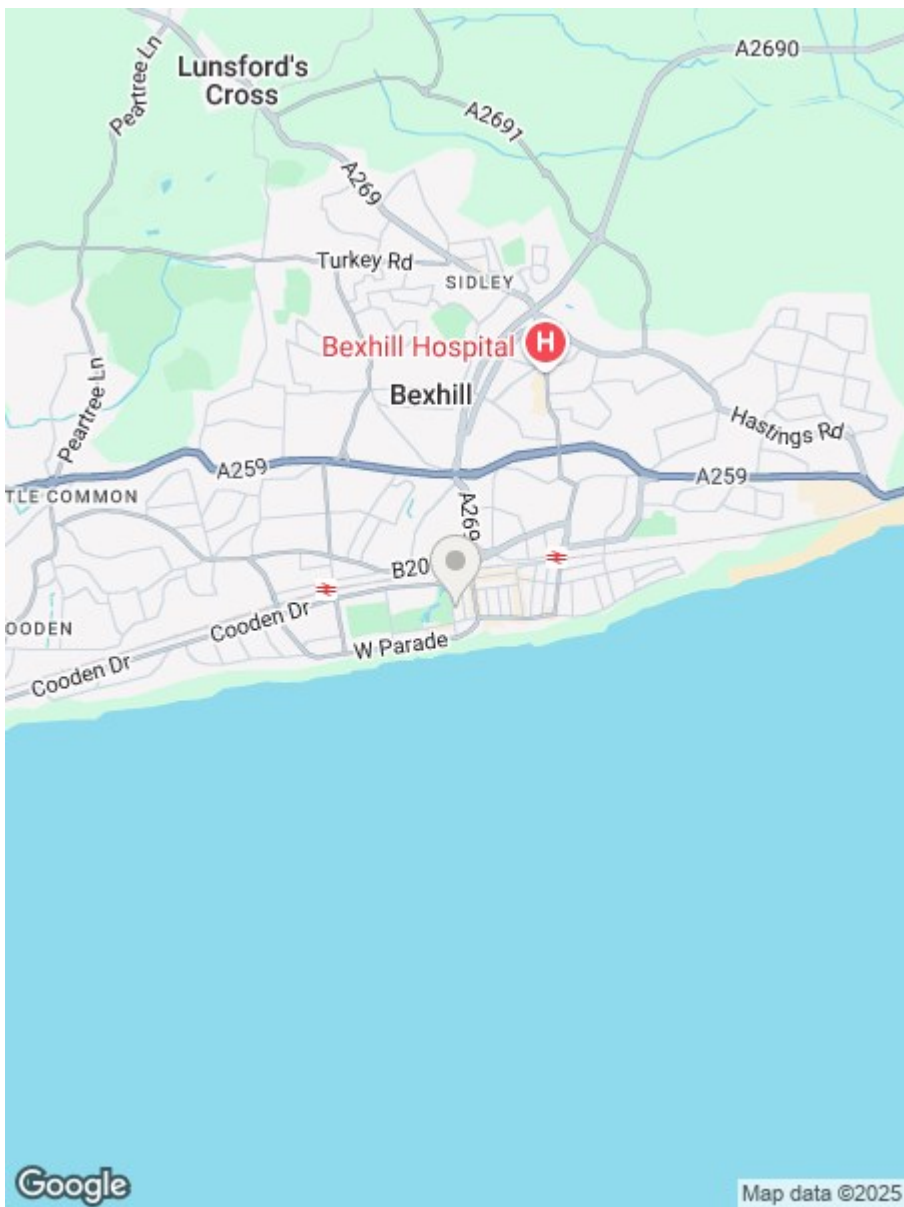 Peartree Ln
Lunsford's
Cross
A2690
A2691
A269
Turkey Rd
SIDLEY
Bexhill Hospital
H
Bexhill
Peartree Ln
Hastings Rd
A259
A259
TLE COMMON
A269
B20
OODEN
Cooden Dr
W Parade
Cooden Dr
Google
Map data ©2025